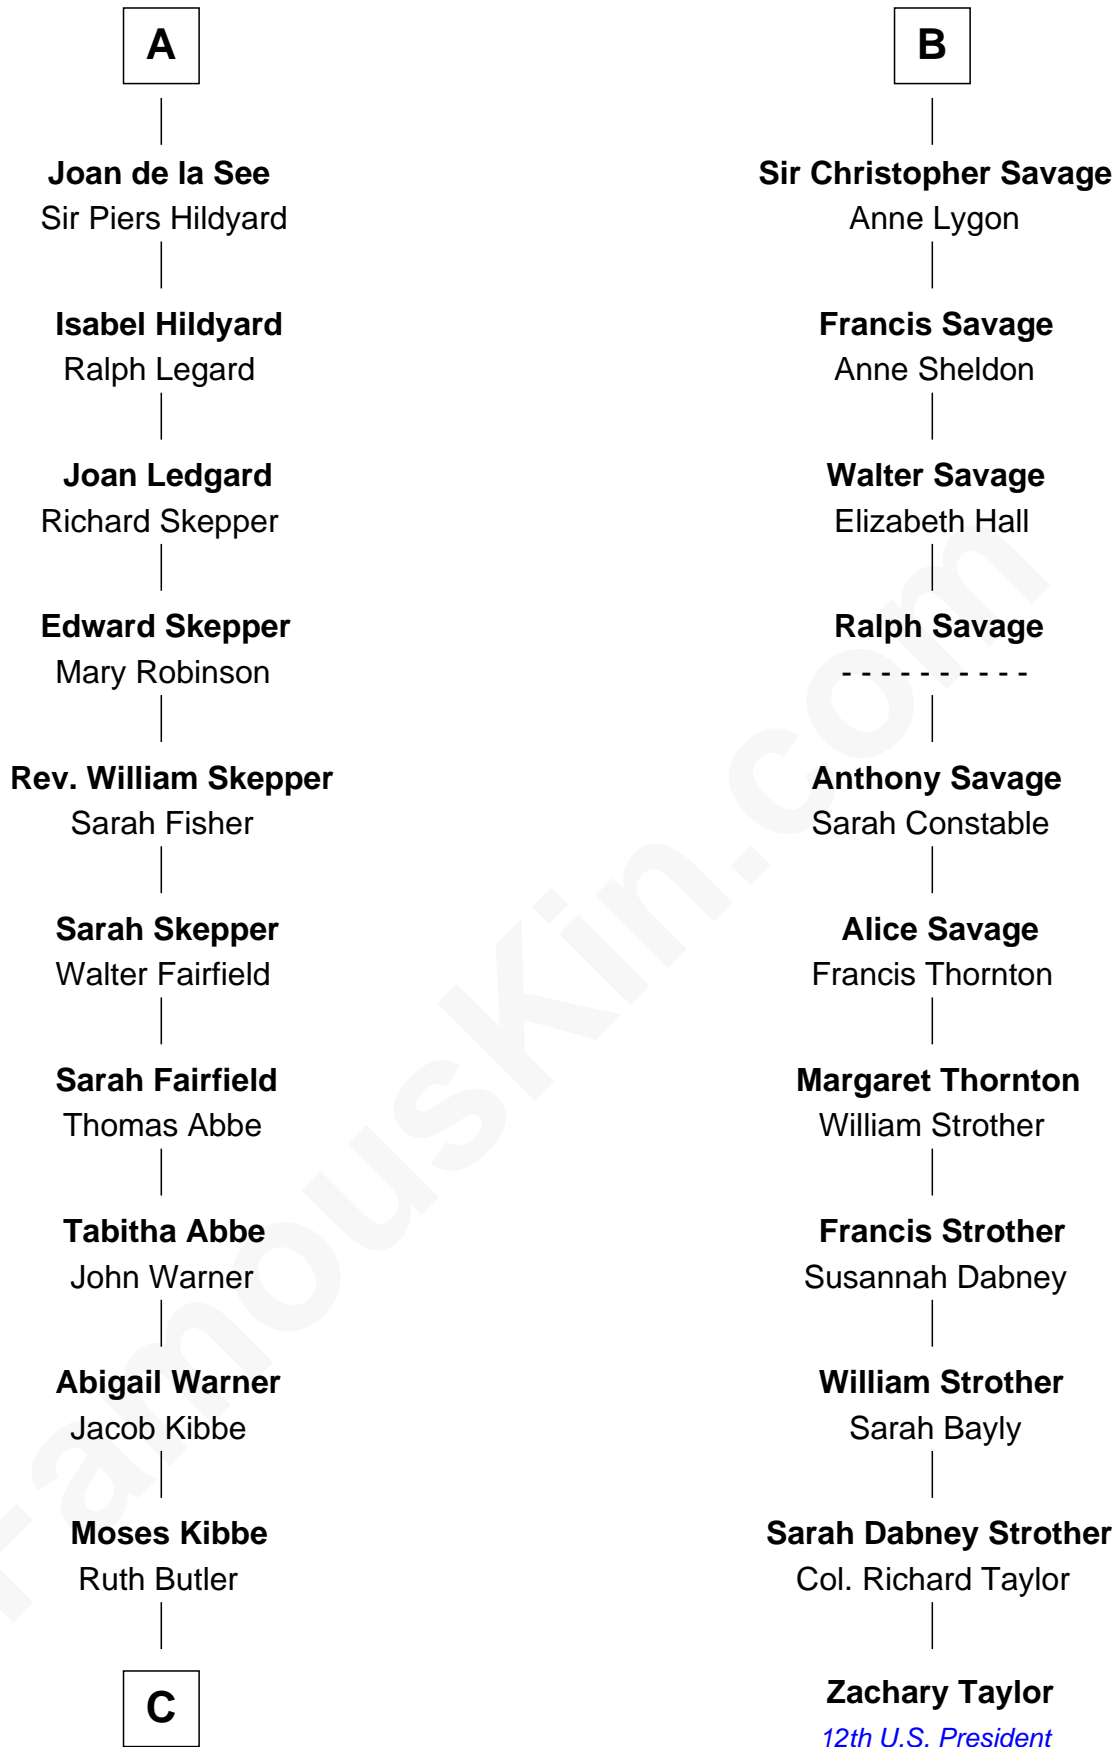 A
Joan de la See
Sir Piers Hildyard
Isabel Hildyard
Ralph Legard
Joan Ledgard
Richard Skepper
Edward Skepper
Mary Robinson
Rev. William Skepper
Sarah Fisher
Sarah Skepper
Walter Fairfield
Sarah Fairfield
Thomas Abbe
Tabitha Abbe
John Warner
Abigail Warner
Jacob Kibbe
Moses Kibbe
Ruth Butler
C
B
Sir Christopher Savage
Anne Lygon
Francis Savage
Anne Sheldon
Walter Savage
Elizabeth Hall
Ralph Savage
- - - - - - - - - -
Anthony Savage
Sarah Constable
Alice Savage
Francis Thornton
Margaret Thornton
William Strother
Francis Strother
Susannah Dabney
William Strother
Sarah Bayly
Sarah Dabney Strother
Col. Richard Taylor
Zachary Taylor
12th U.S. President
FamousKin.com